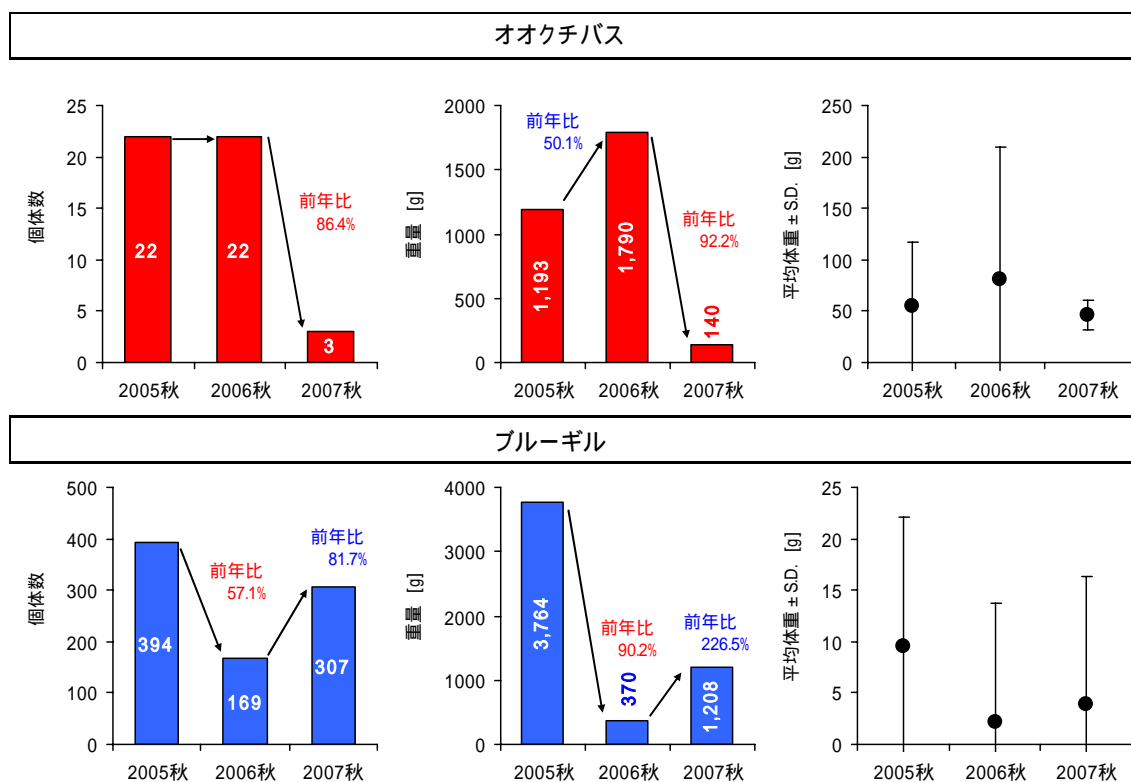 オオクチバス
個体数
25
20
15
10
5
0
22
22
3
前年比
86.4%
2005秋 2006秋 2007秋
重量 [g]
2000
1500
1000
500
0
前年比
50.1%
1,193
1,790
140
前年比
92.2%
2005秋 2006秋 2007秋
平均体重 ± S.D. [g]
250
200
150
100
50
0
2005秋 2006秋 2007秋
ブルーギル
個体数
500
400
300
200
100
0
394
169
307
前年比
57.1%
前年比
81.7%
2005秋 2006秋 2007秋
重量 [g]
4000
3000
2000
1000
0
3,764
370
1,208
前年比
90.2%
前年比
226.5%
2005秋 2006秋 2007秋
平均体重 ± S.D. [g]
25
20
15
10
5
0
2005秋 2006秋 2007秋